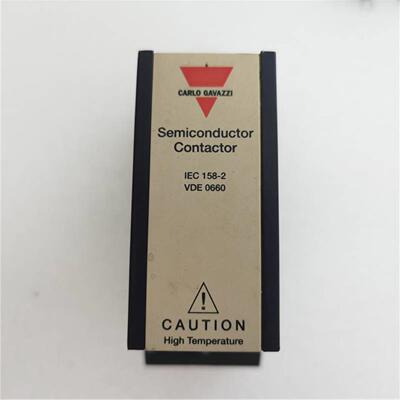 CARLO GAVAZZI
Semiconductor
Contactor
IEC 158-2
VDE 0660
!
CAUTION
High Temperature